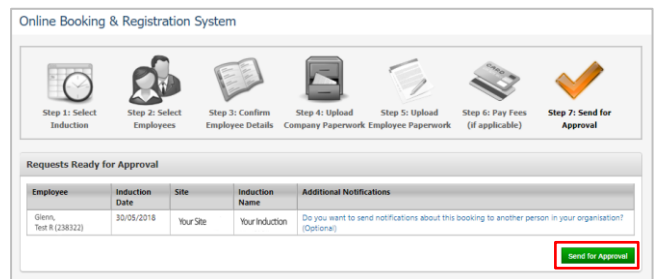 Online Booking & Registration System
Step 1: Select Induction
Step 2: Select Employees
Step 3: Confirm Employee Details
Step 4: Upload Company Paperwork
Step 5: Upload Employee Paperwork
Step 6: Pay Fees (if applicable)
Step 7: Send for Approval
Requests Ready for Approval
Employee Induction Date Site Induction Name Additional Notifications
Glenn, Test R (238322) 30/05/2018 Your Site Your Induction Do you want to send notifications about this booking to another person in your organisation? (Optional)
Send for Approval